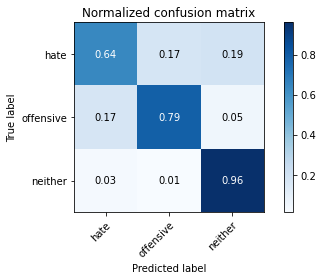 Normalized confusion matrix
True label
hate
0.64 0.17 0.19
offensive
0.17 0.79 0.05
neither
0.03 0.01 0.96
hate offensive neither
Predicted label
0.8
0.6
0.4
0.2